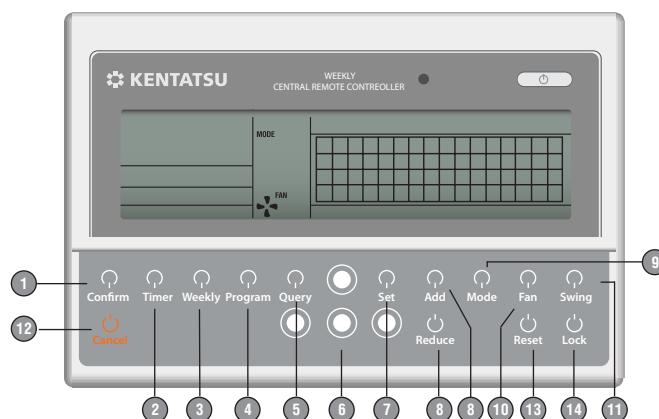 KENTATSU
WEEKLY
CENTRAL REMOTE CONTREOLLER
MODE
FAN
9
1
Confirm Timer Weekly Program Query Set Add Mode Fan Swing
11
12
Cancel Reduce Reset Lock
2 3 4 5 6 7 8 8 10 13 14